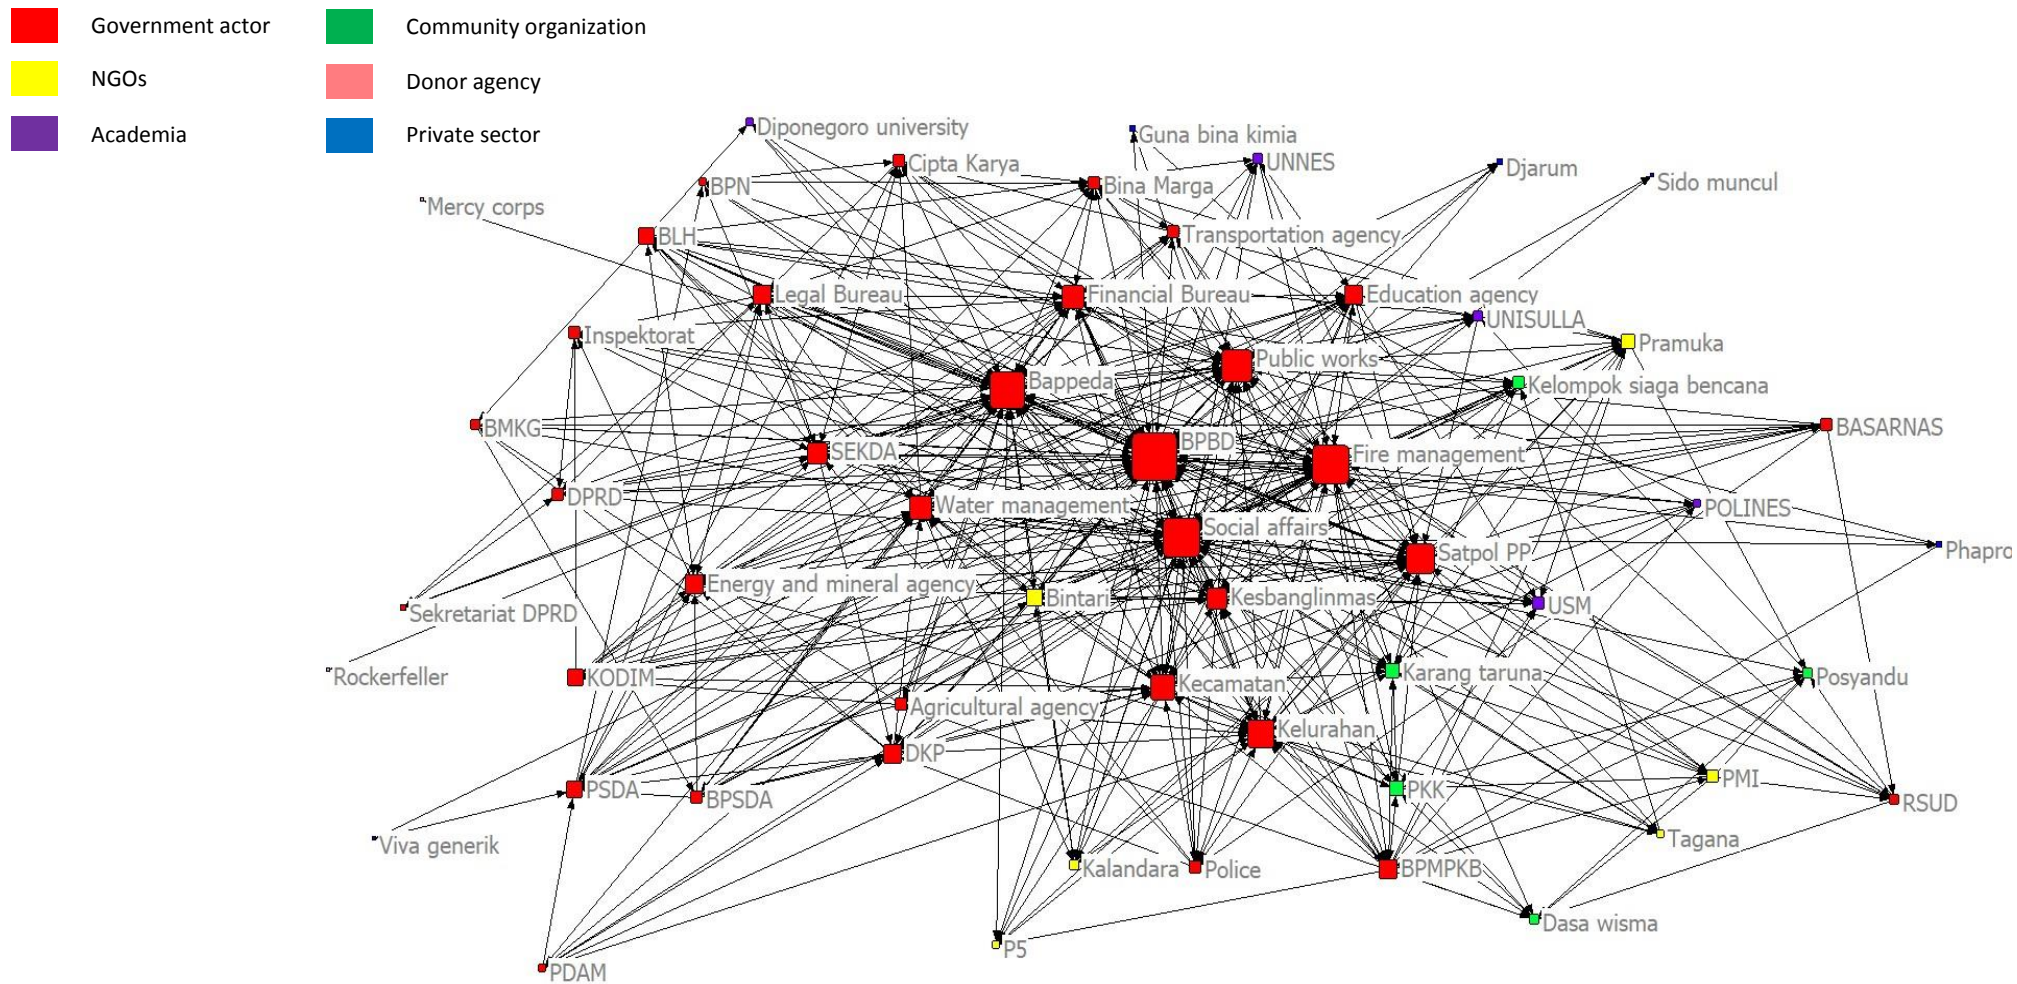 Government actor
Community organization
NGOs
Donor agency
Academia
Private sector
Diponegoro university
Guna bina kimia
Cipta Karya
UNNES
Djarum
BPN
Bina Marga
Sido muncul
Mercy corps
BLH
Transportation agency
Legal Bureau
Financial Bureau
Education agency
UNISULLA
Inspektorat
Pramuka
Public works
Bappeda
Kelompok siaga bencana
BMKG
BASARNAS
BPBD
SEKDA
Fire management
DPRD
Water management
POLINES
Social affairs
Satpol PP
Phapro
Energy and mineral agency
Bintari
Kesbanglinmas
USM
Sekretariat DPRD
Rockerfeller
KODIM
Kecamatan
Karang taruna
Posyandu
Agricultural agency
Kelurahan
DKP
PSDA
BPSDA
PKK
PMI
RSUD
Viva generik
Tagana
Kalandara
Police
BPMPKB
Dasa wisma
P5
PDAM